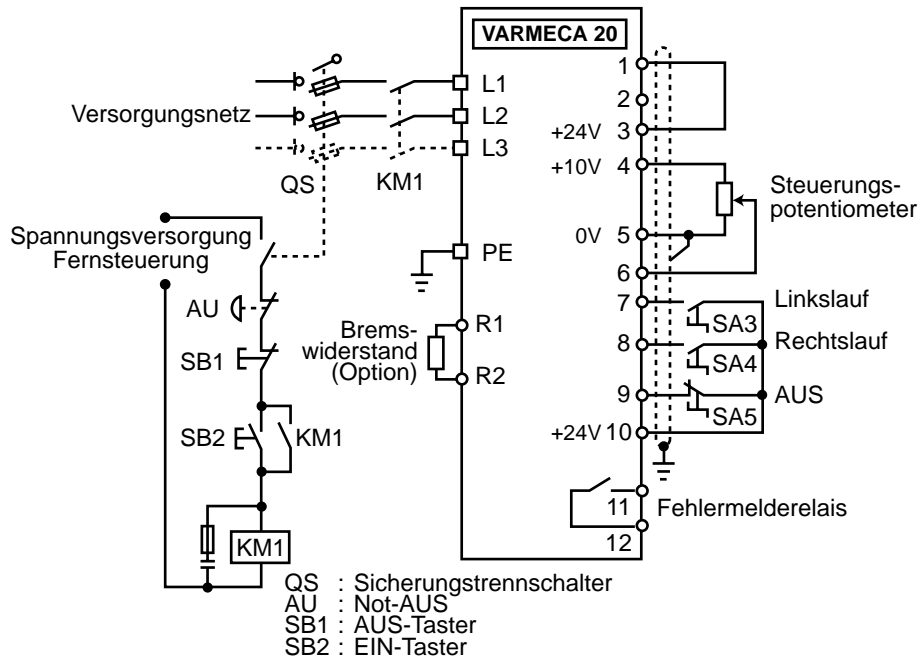 VARMECA 20
Versorgungsnetz
QS
KM1
L1
L2
L3
PE
R1
R2
1
2
+24V 3
+10V 4
0V 5
6
7
8
9
+24V 10
11
12
Steuerungs-
potentiometer
Linkslauf
SA3
Rechtslauf
SA4
AUS
SA5
Fehlermelderelais
Spannungsversorgung
Fernsteuerung
AU
SB1
SB2
KM1
KM1
Brems-
widerstand
(Option)
QS : Sicherungstrennschalter
AU : Not-AUS
SB1 : AUS-Taster
SB2 : EIN-Taster